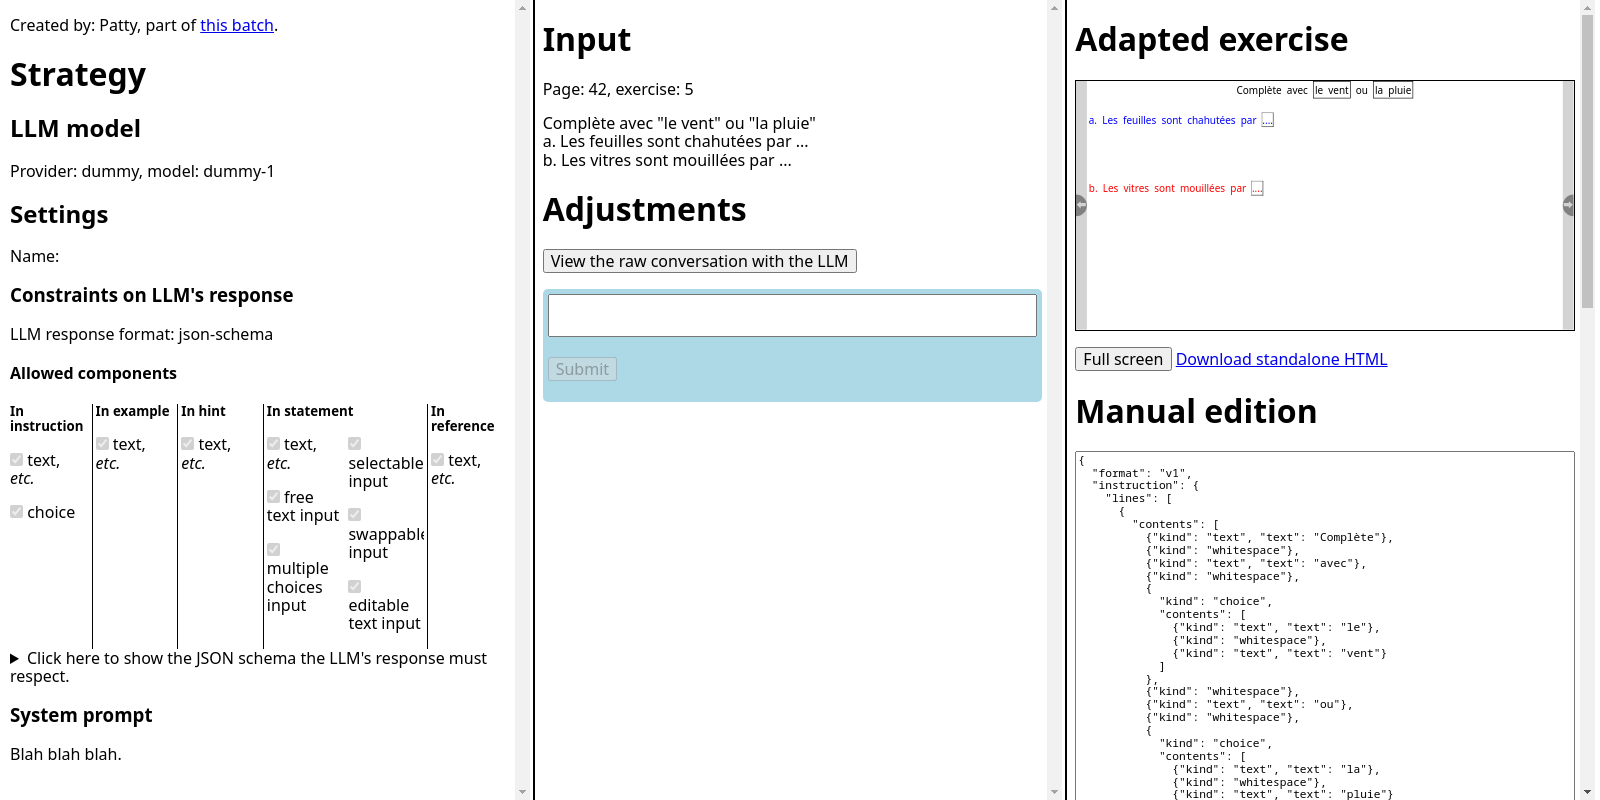 Created by: Patty, part of this batch.
Strategy
LLM model
Provider: dummy, model: dummy-1
Settings
Name:
Constraints on LLM's response
LLM response format: json-schema
Allowed components
In
instruction
text,
etc.
choice
In example
text,
etc.
In hint
text,
etc.
In statement
text,
etc.
free
text input
multiple
choices
input
selectable
input
swappable
input
editable
text input
In
reference
text,
etc.
Click here to show the JSON schema the LLM's response must
respect.
System prompt
Blah blah blah.
Input
Page: 42, exercise: 5
Complète avec "le vent" ou "la pluie"
a. Les feuilles sont chahutées par ...
b. Les vitres sont mouillées par ...
Adjustments
View the raw conversation with the LLM
Submit
Adapted exercise
Complète avec le vent ou la pluie
a. Les feuilles sont chahutées par ....
b. Les vitres sont mouillées par ....
Full screen Download standalone HTML
Manual edition
{
"format": "v1",
"instruction": {
"lines": [
{
"contents": [
{"kind": "text", "text": "Complète"},
{"kind": "whitespace"},
{"kind": "text", "text": "avec"},
{"kind": "whitespace"},
{
"kind": "choice",
"contents": [
{"kind": "text", "text": "le"},
{"kind": "whitespace"},
{"kind": "text", "text": "vent"}
]
},
{"kind": "whitespace"},
{"kind": "text", "text": "ou"},
{"kind": "whitespace"},
{
"kind": "choice",
"contents": [
{"kind": "text", "text": "la"},
{"kind": "whitespace"},
{"kind": "text", "text": "pluie"}